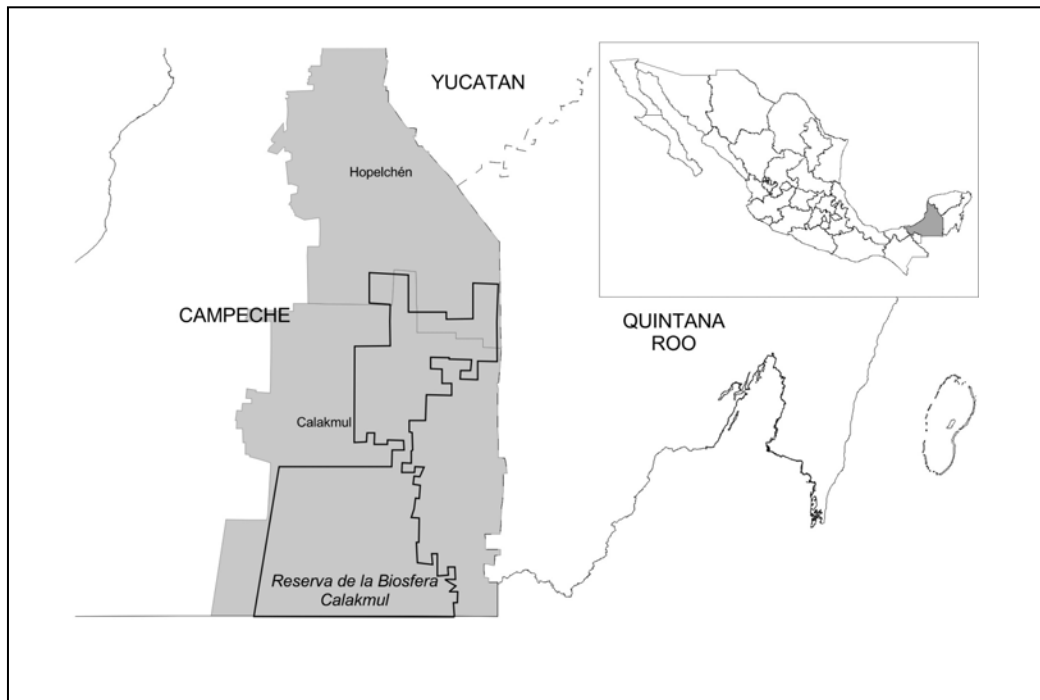 YUCATAN
Hopelchén
CAMPECHE
QUINTANA
ROO
Calakmul
Reserva de la Biosfera
Calakmul